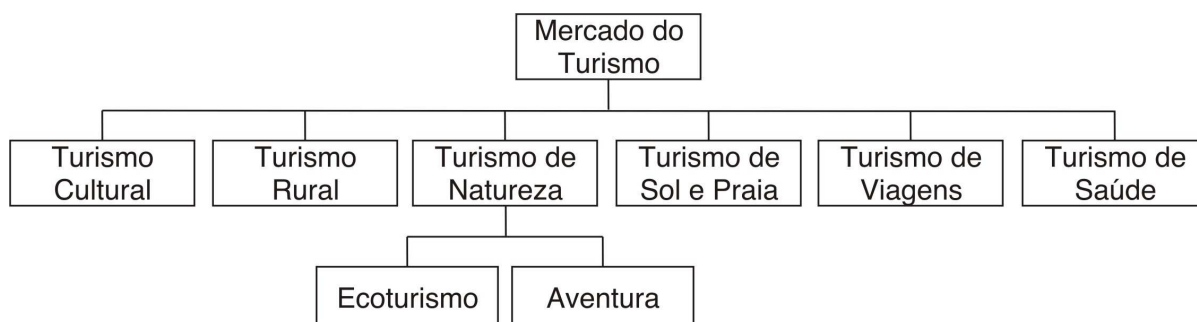 Mercado do
Turismo
Turismo
Cultural
Turismo
Rural
Turismo de
Natureza
Turismo de
Sol e Praia
Turismo de
Viagens
Turismo de
Saúde
Ecoturismo
Aventura